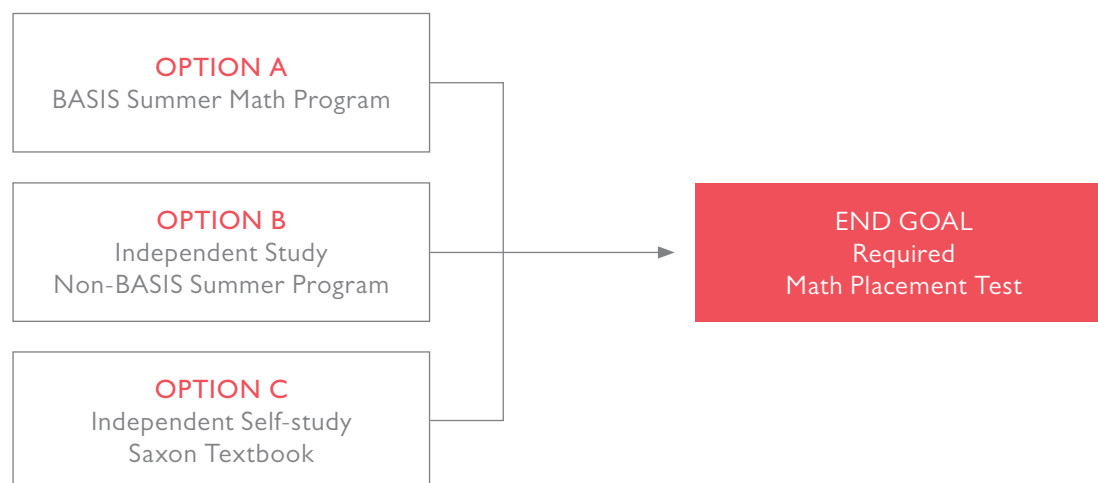 OPTION A
BASIS Summer Math Program
OPTION B
Independent Study
Non-BASIS Summer Program
OPTION C
Independent Self-study
Saxon Textbook
END GOAL
Required
Math Placement Test